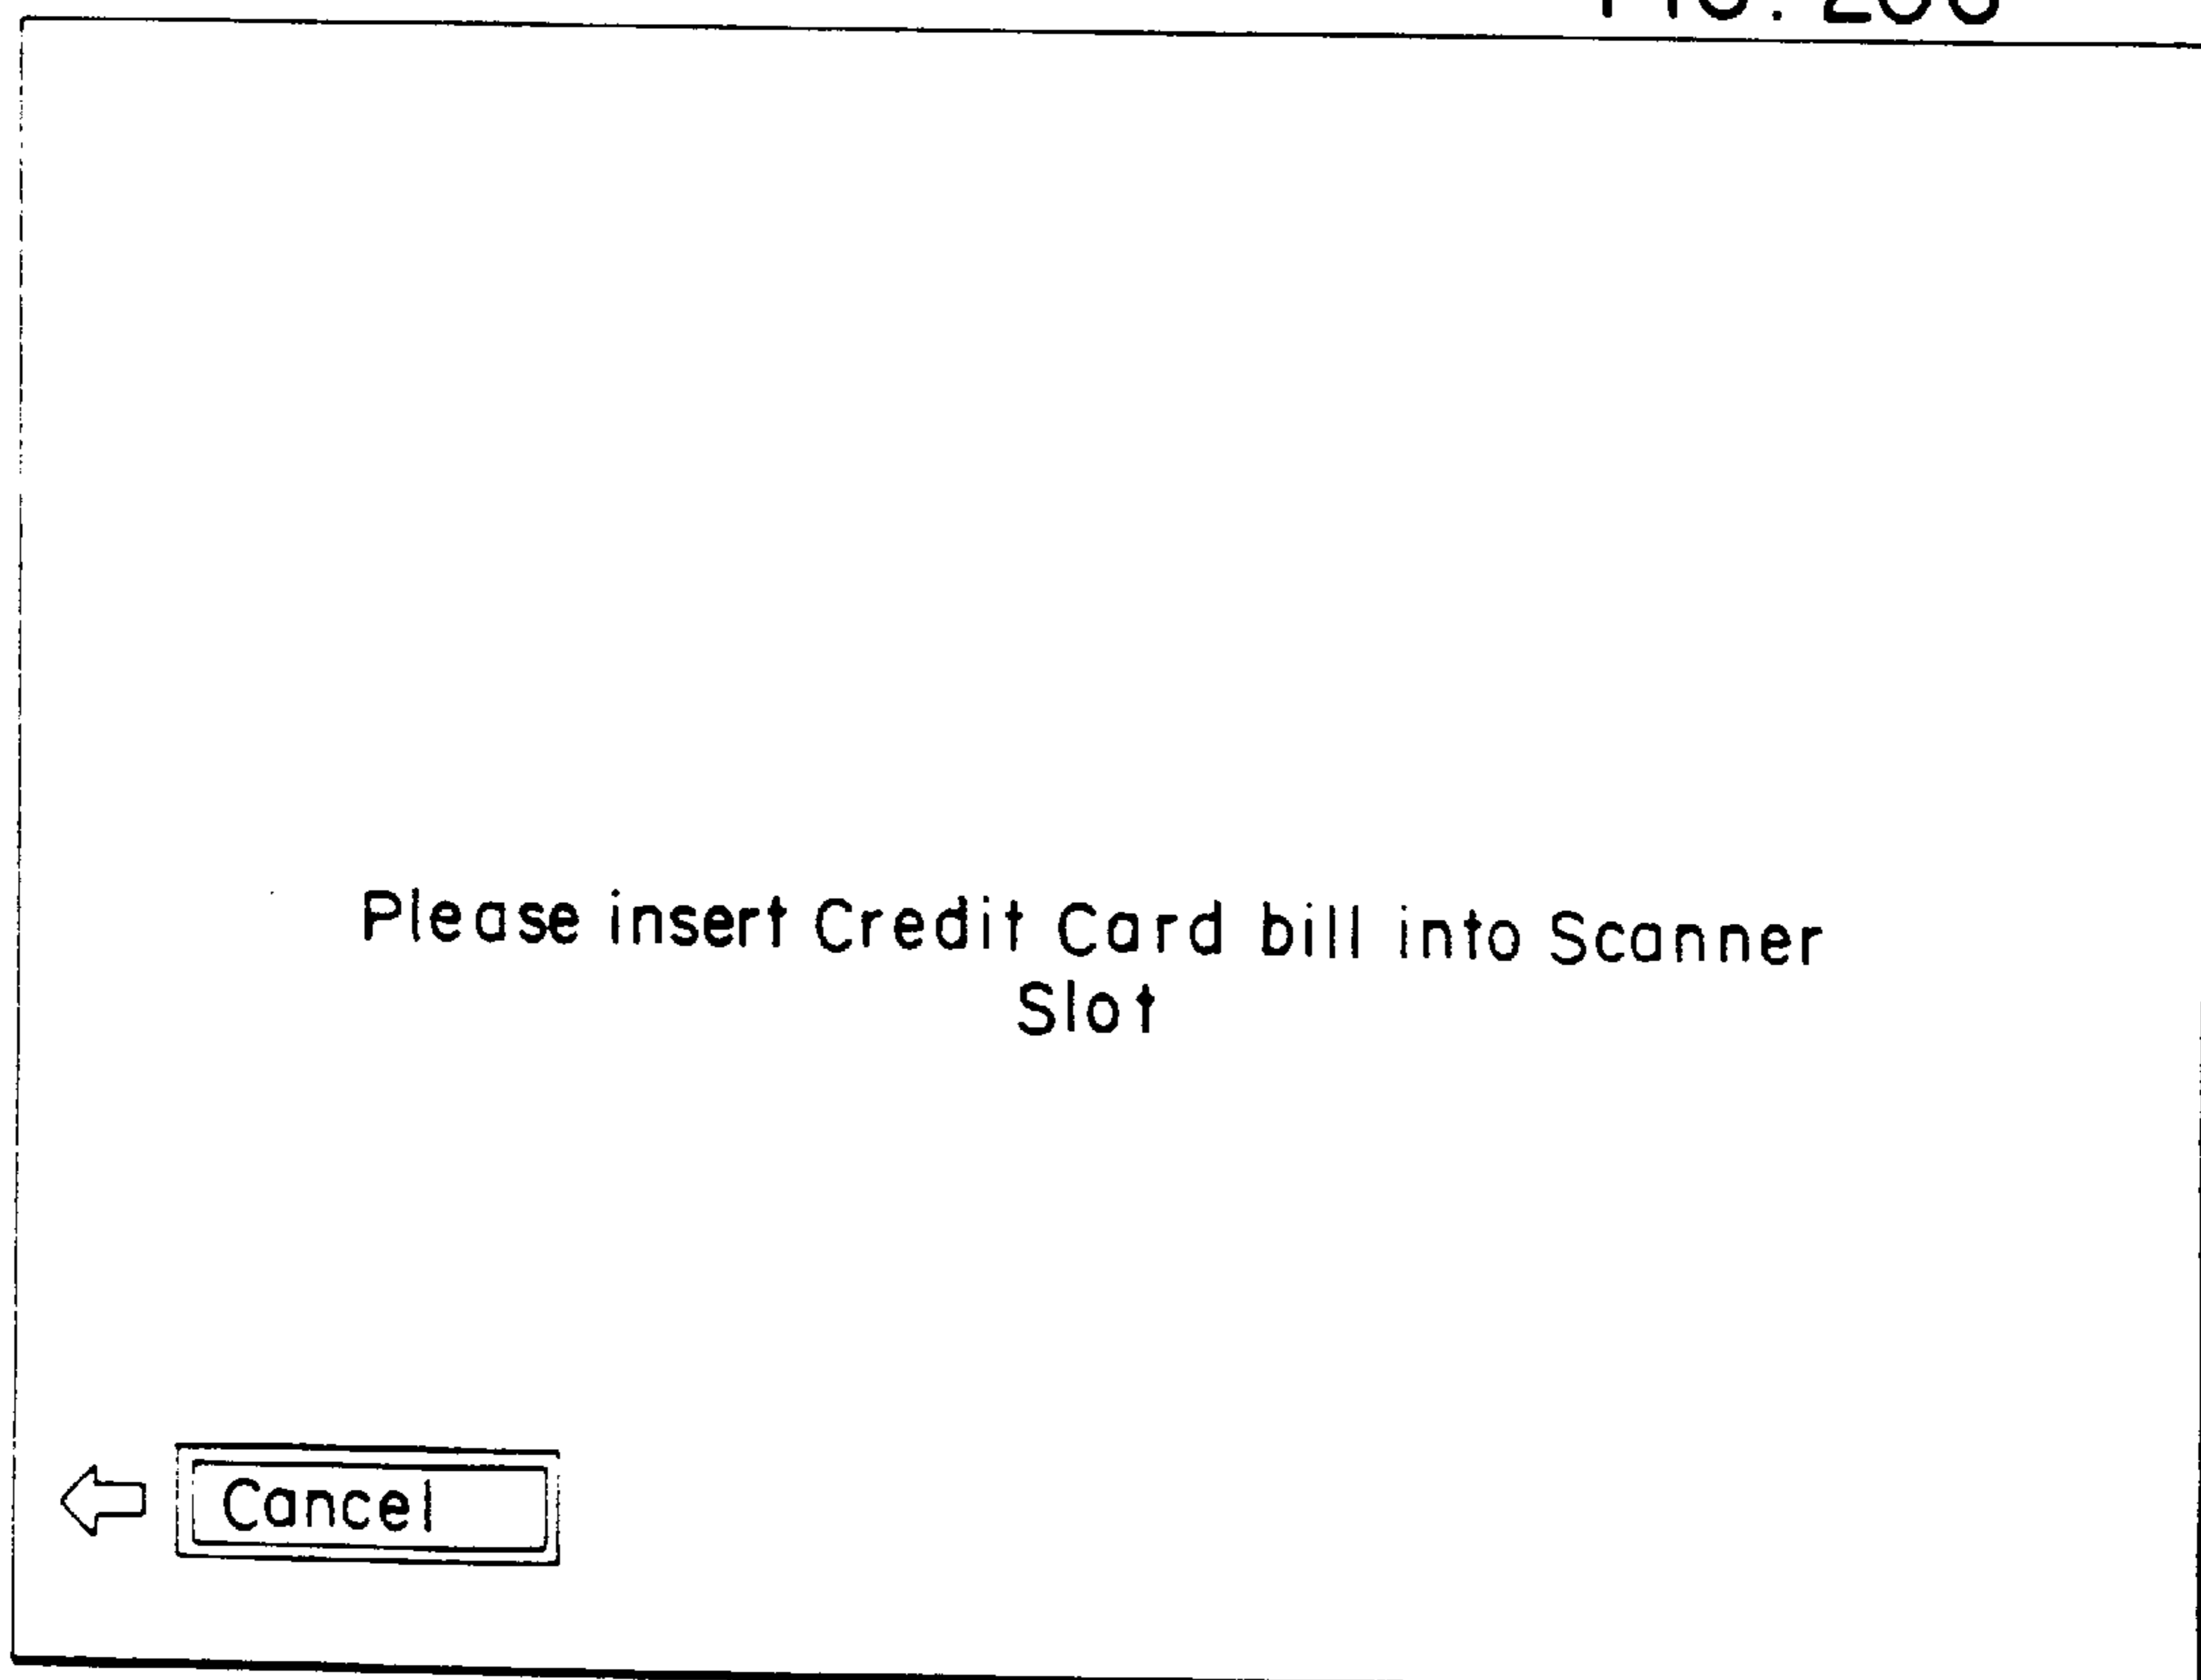 Please insert Credit Card bill into Scanner
Slot
Cancel